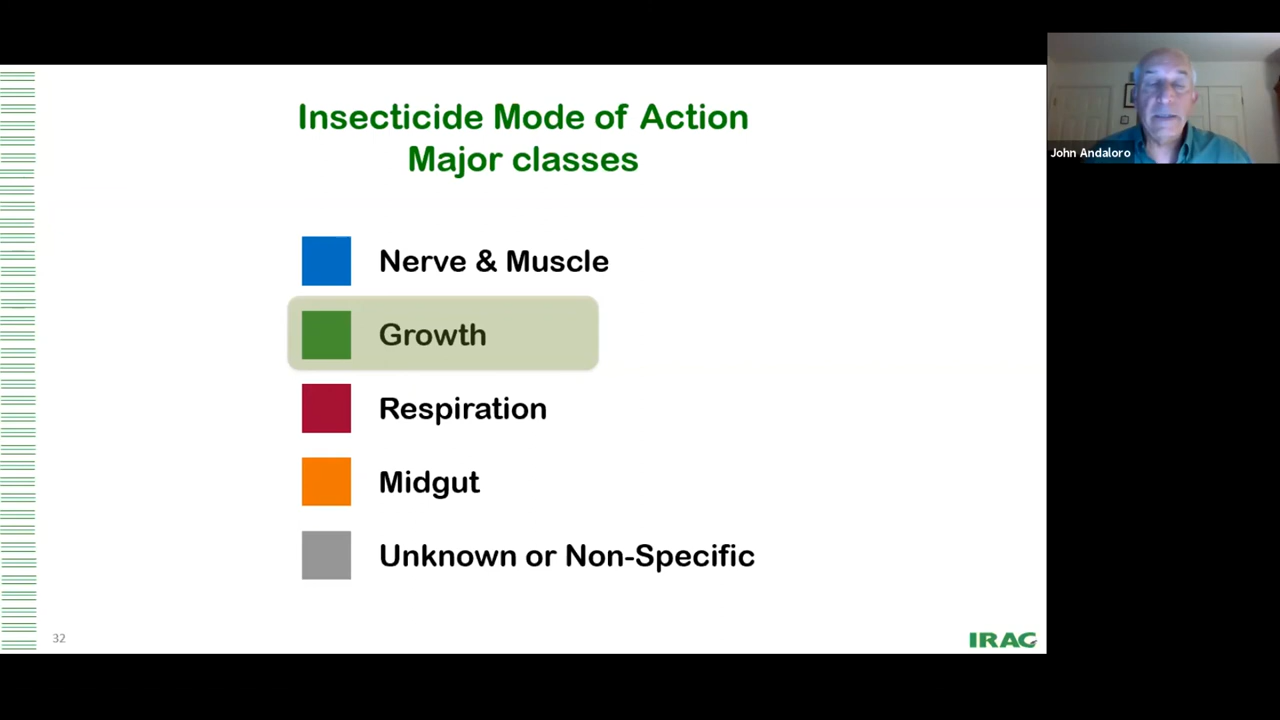 Insecticide Mode of Action
Major classes
Nerve & Muscle
Growth
Respiration
Midgut
Unknown or Non-Specific
32
IRAC
John Andaloro